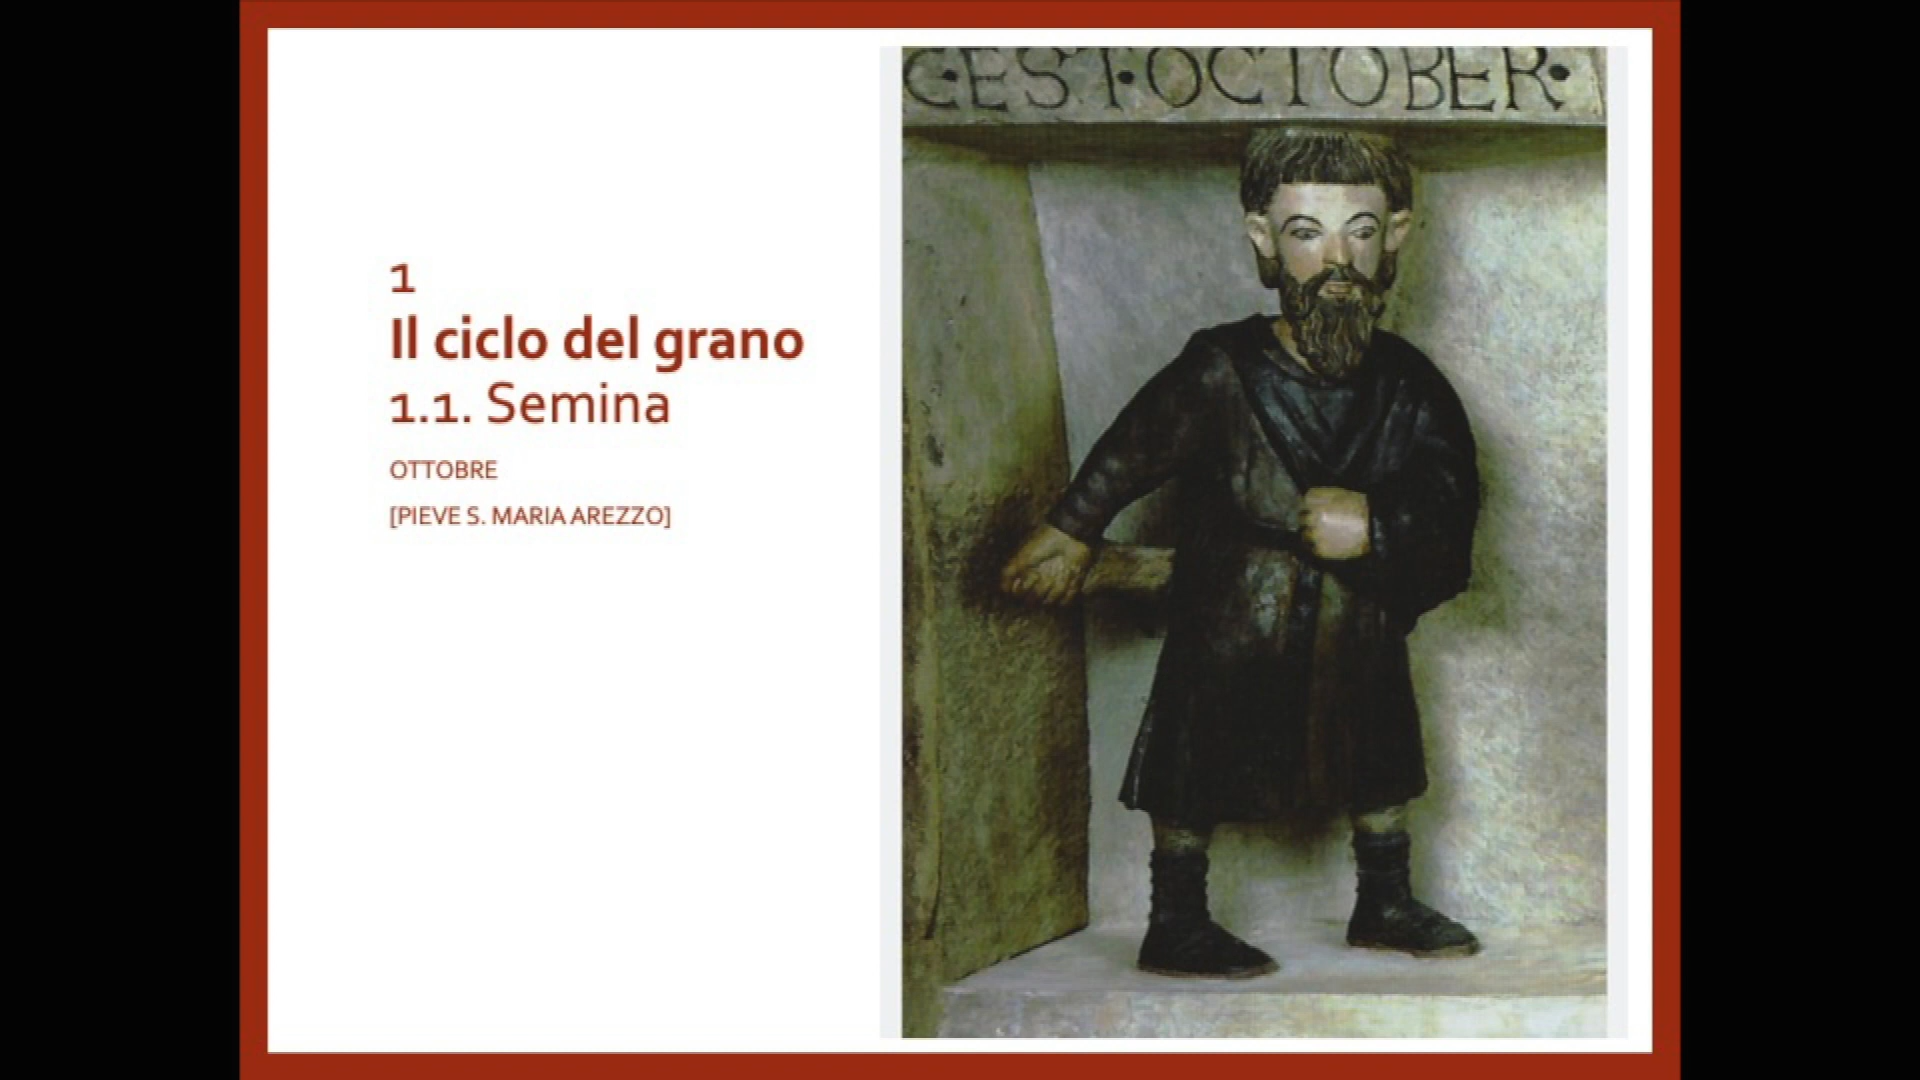 C·EST·OCTOBER·
1
Il ciclo del grano
1.1. Semina
OTTOBRE
[PIEVE S. MARIA AREZZO]